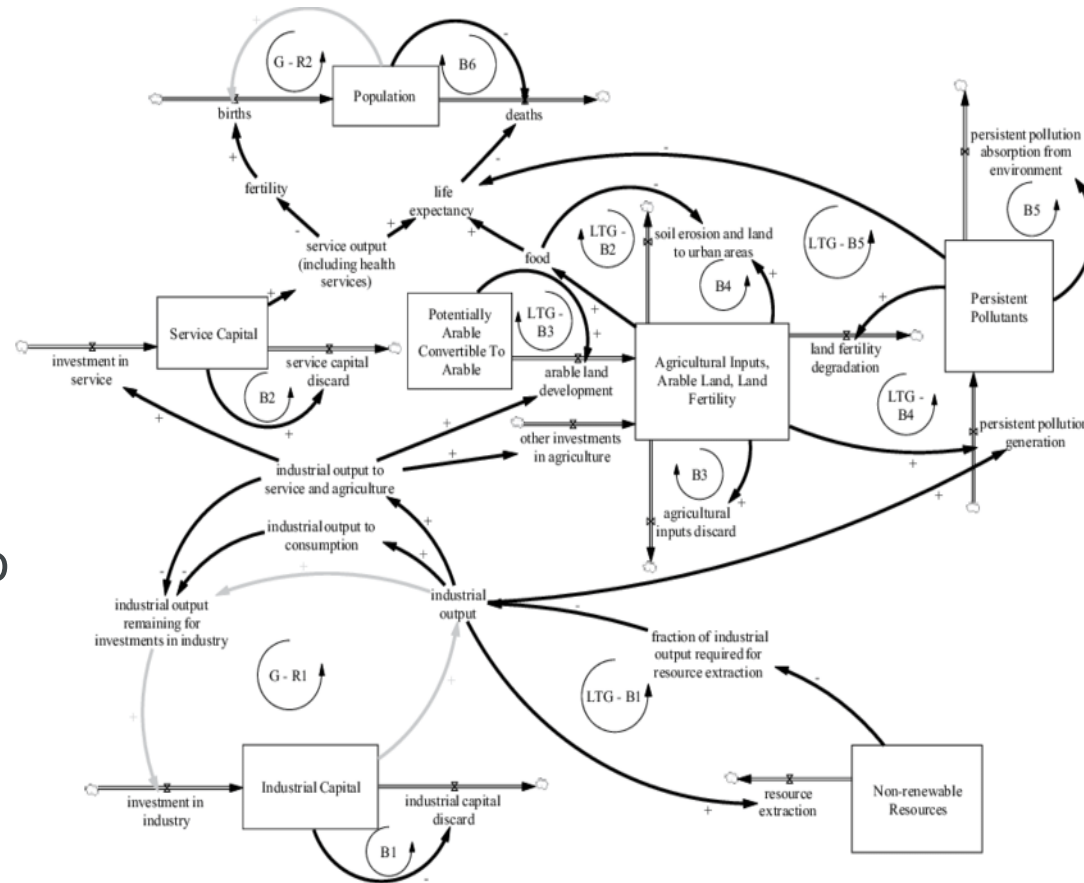 G - R2
B6
Population
births
deaths
persistent pollution
absorption from
environment
B5
fertility
life
expectancy
LTG -
B2
soil erosion and land
to urban areas
LTG - B5
service output
(including health
services)
food
B4
Persistent
Pollutants
Service Capital
Potentially
Arable
Convertible To
Arable
LTG -
B3
Agricultural Inputs,
Arable Land, Land
Fertility
land fertility
degradation
investment in
service
service capital
discard
B2
arable land
development
LTG -
B4
other investments
in agriculture
persistent pollution
generation
B3
industrial output to
service and agriculture
agricultural
inputs discard
industrial output to
consumption
industrial output
remaining for
investments in industry
industrial
output
fraction of industrial
output required for
resource extraction
G - R1
LTG - B1
Industrial Capital
Non-renewable
Resources
investment in
industry
industrial capital
discard
resource
extraction
B1